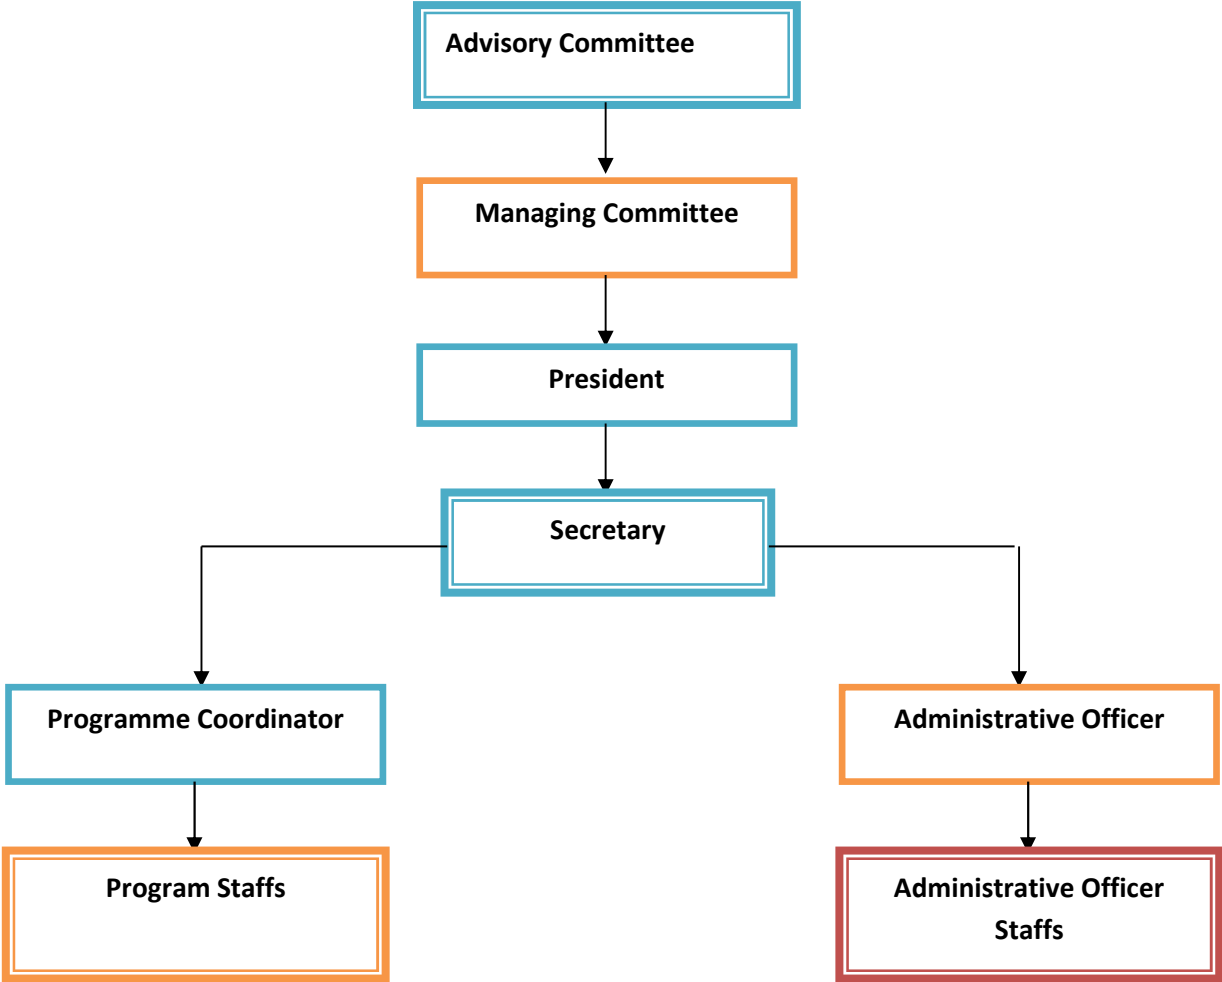 Advisory Committee
Managing Committee
President
Secretary
Programme Coordinator
Administrative Officer
Program Staffs
Administrative Officer
Staffs